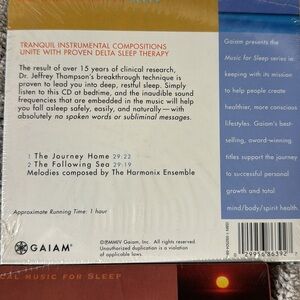 TRANQUIL INSTRUMENTAL COMPOSITIONS
UNITE WITH PROVEN DELTA SLEEP THERAPY
The result of over 15 years of clinical research,
Dr. Jeffrey Thompson's breakthrough technique is
proven to lead you into deep, restful sleep. Simply
listen to this CD at bedtime, and the inaudible sound
frequencies that are embedded in the music will help
you fall asleep safely, easily, and naturally—with
absolutely no spoken words or subliminal messages.
1 The Journey Home 29:22
2 The Following Sea 29:19
Melodies composed by The Harmonix Ensemble
Approximate Running Time: 1 hour
GAIAM
©℗MMIV Gaiam, Inc. All rights reserved.
Unauthorized duplication is a violation
of applicable laws.
Gaiam presents the
Music for Sleep series in
keeping with its mission
to help people create
healthier, more conscious
lifestyles. Gaiam's best-
selling, award-winning
titles support the journey
to successful personal
growth and total
mind/body/spirit health.
AL MUSIC FOR SLEEP